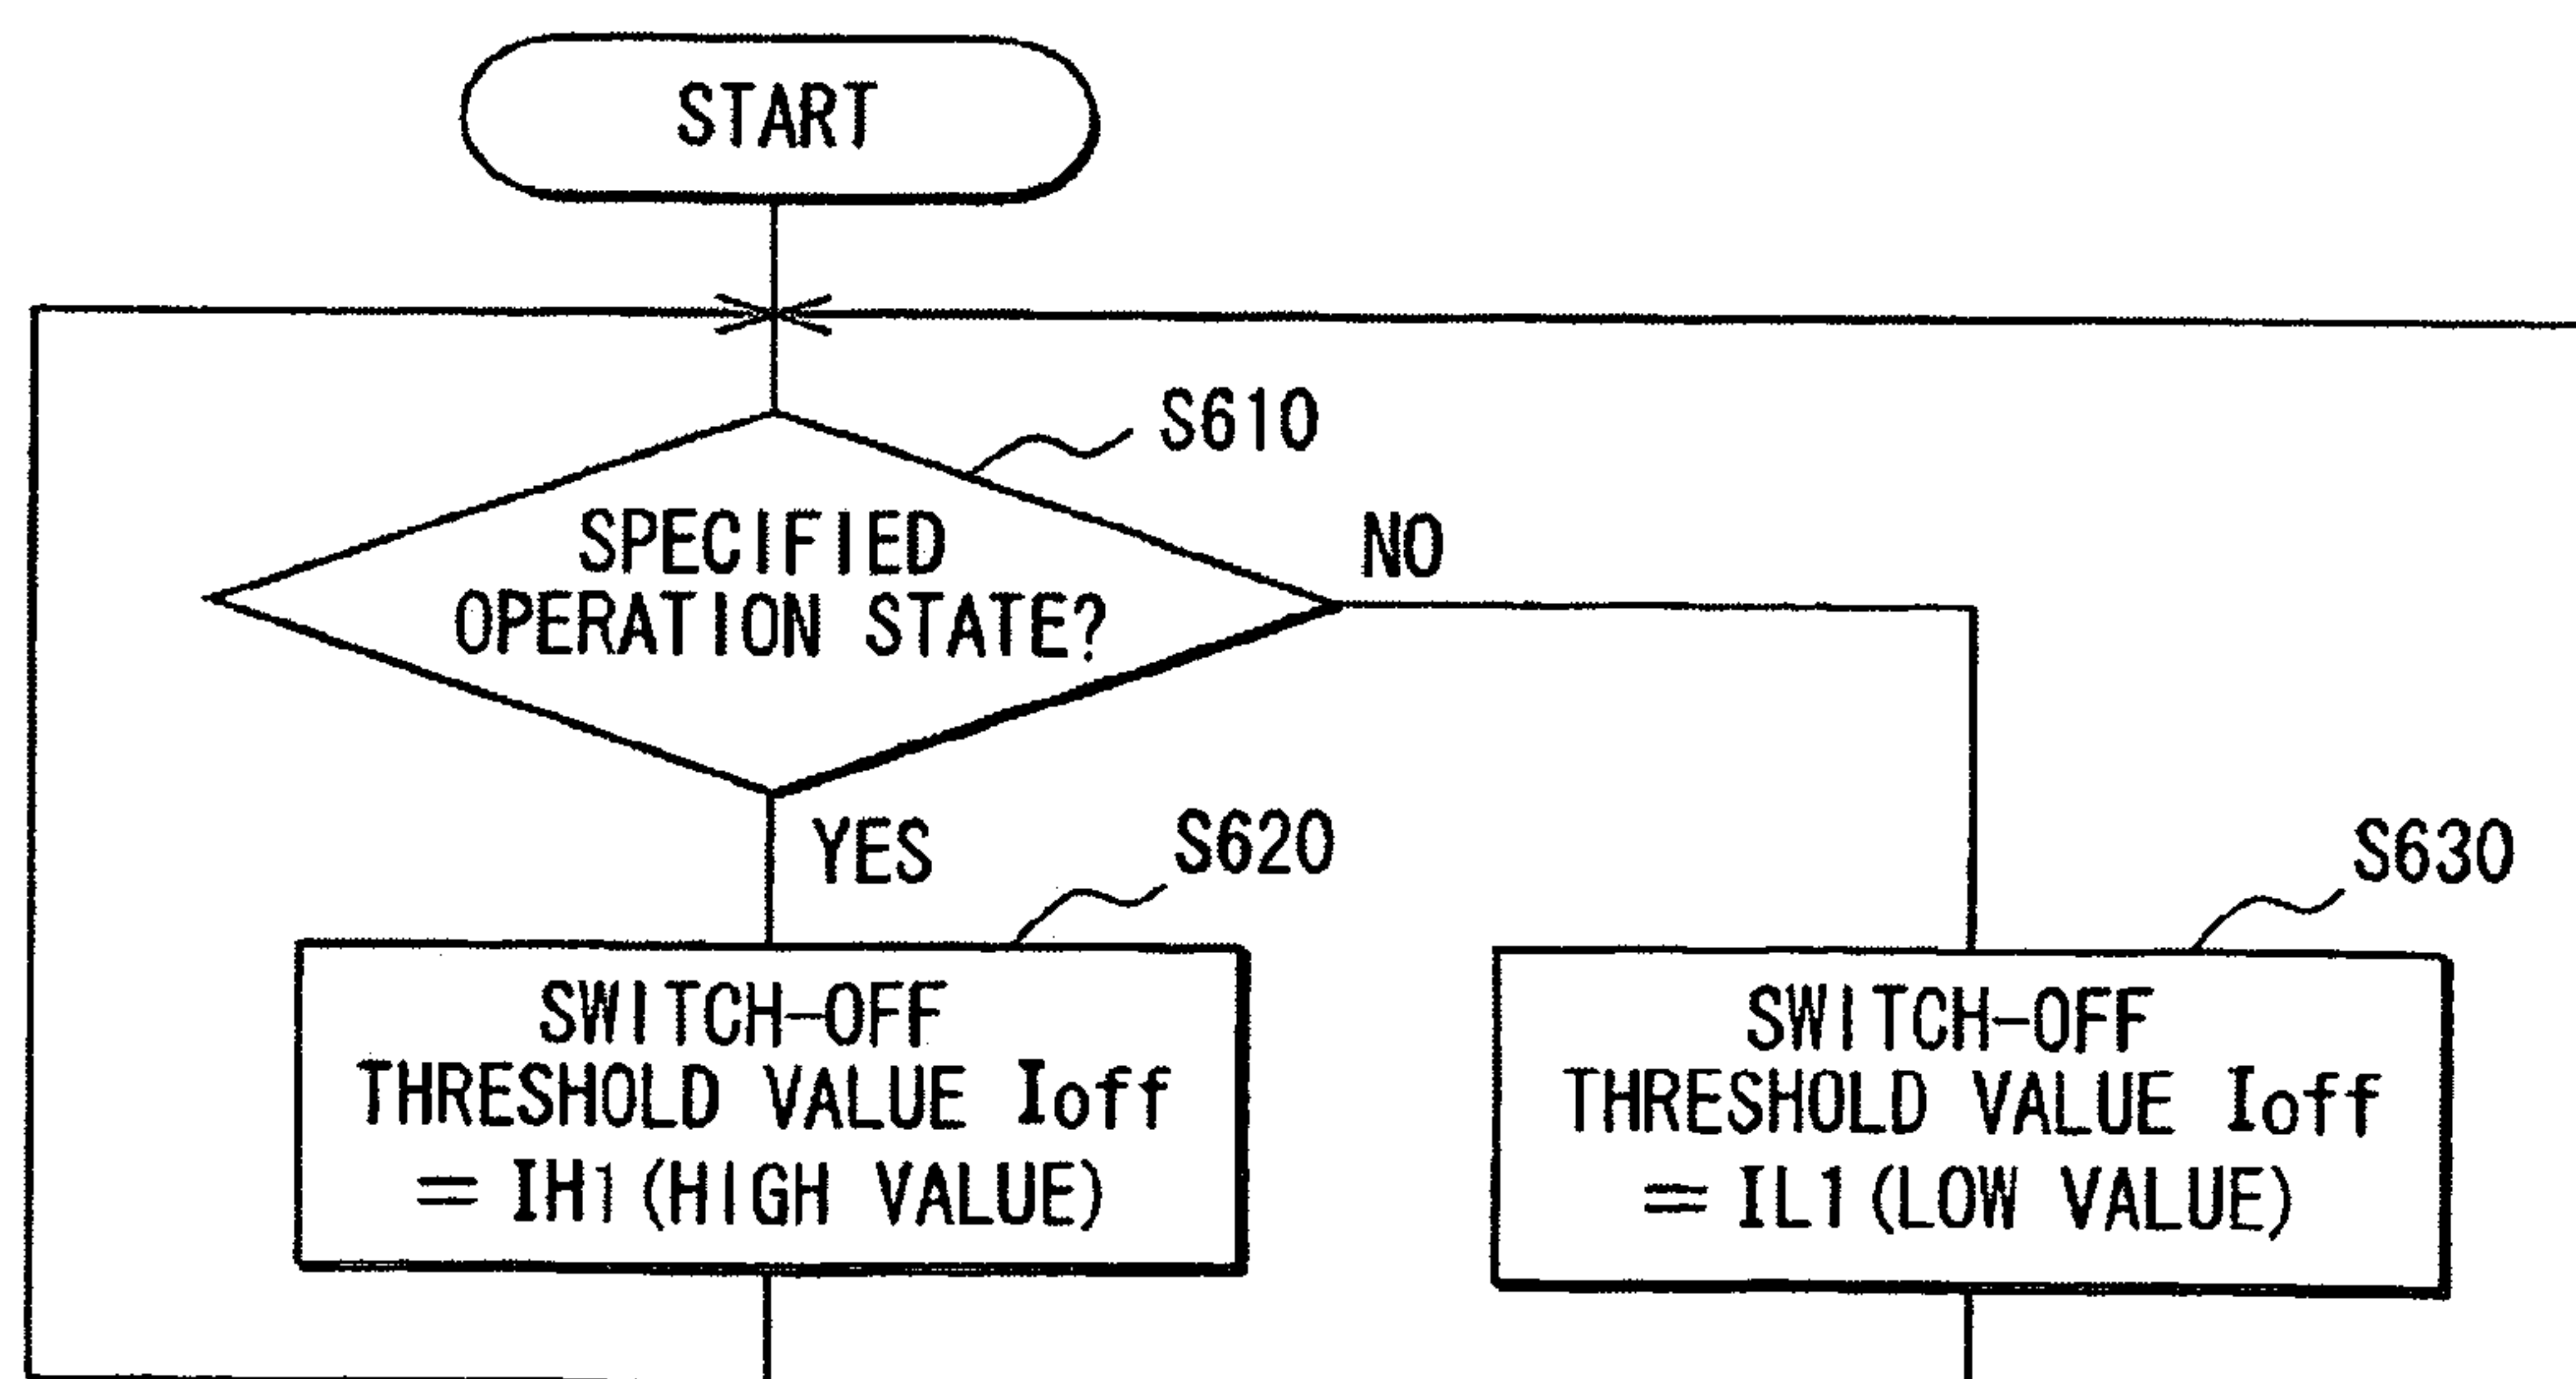 START
S610
SPECIFIED
OPERATION STATE?
NO
YES
S620
SWITCH-OFF
THRESHOLD VALUE Ioff
= IH1(HIGH VALUE)
S630
SWITCH-OFF
THRESHOLD VALUE Ioff
= IL1(LOW VALUE)